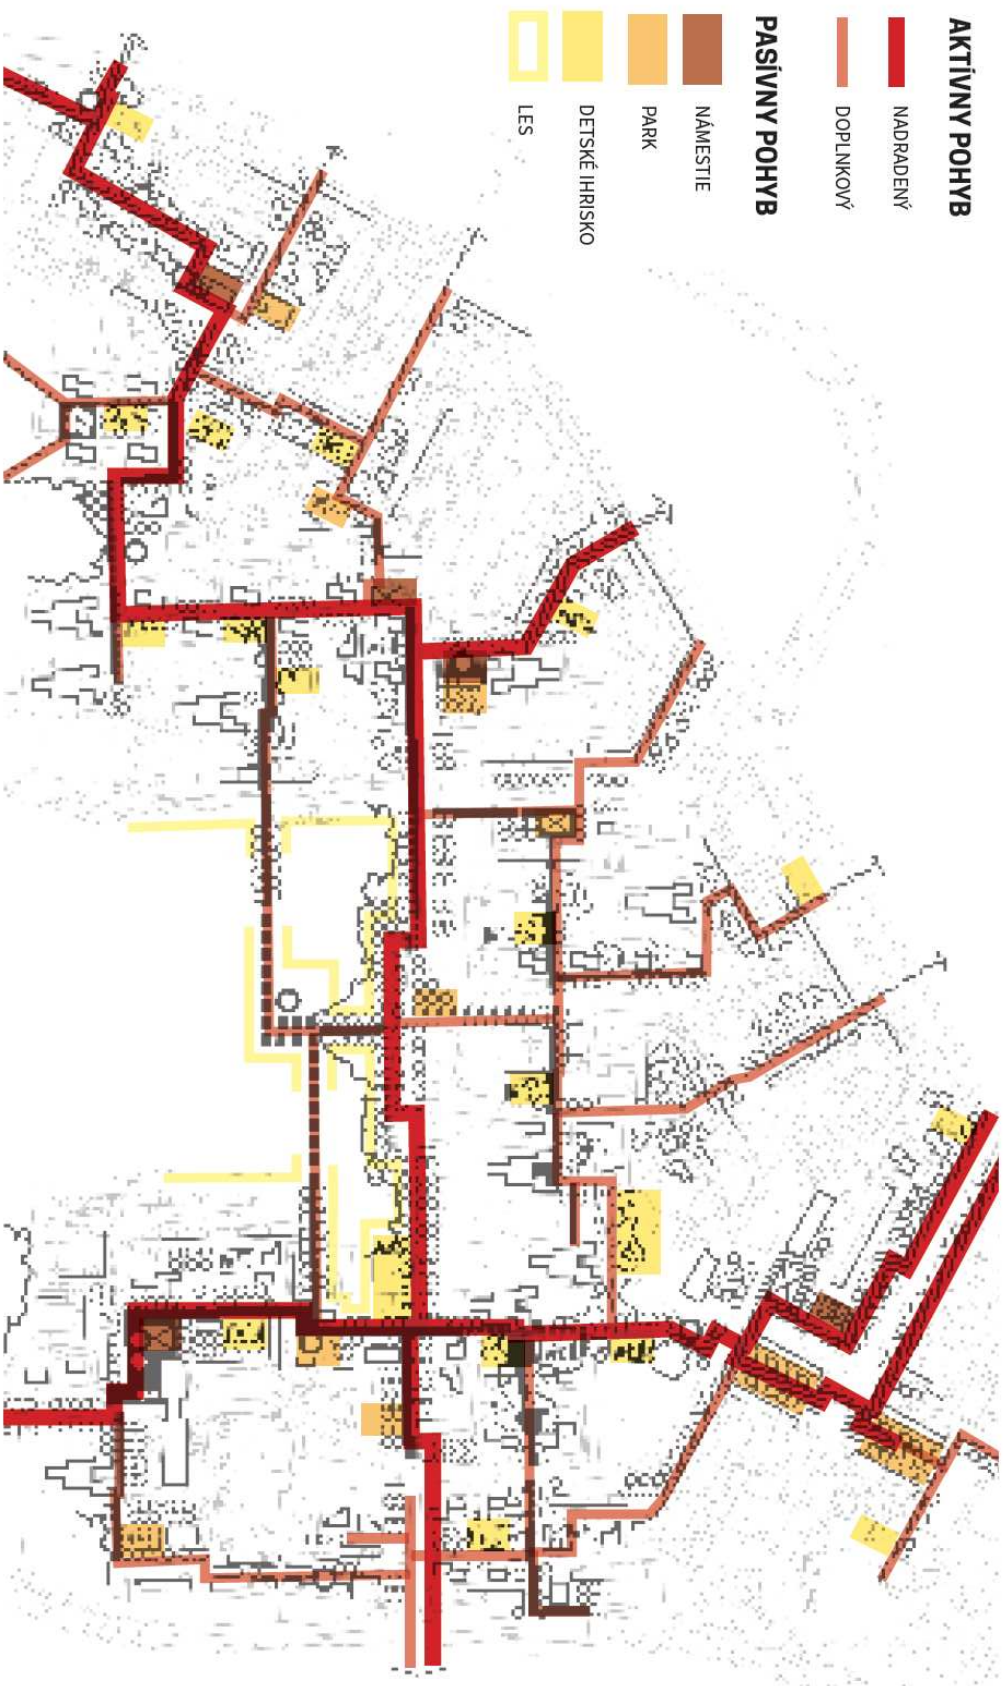 AKTÍVNY POHYB
NADRADENÝ
DOPLNKOVÝ
PASÍVNY POHYB
NÁMESTIE
PARK
DETSKÉ IHRISKO
LES